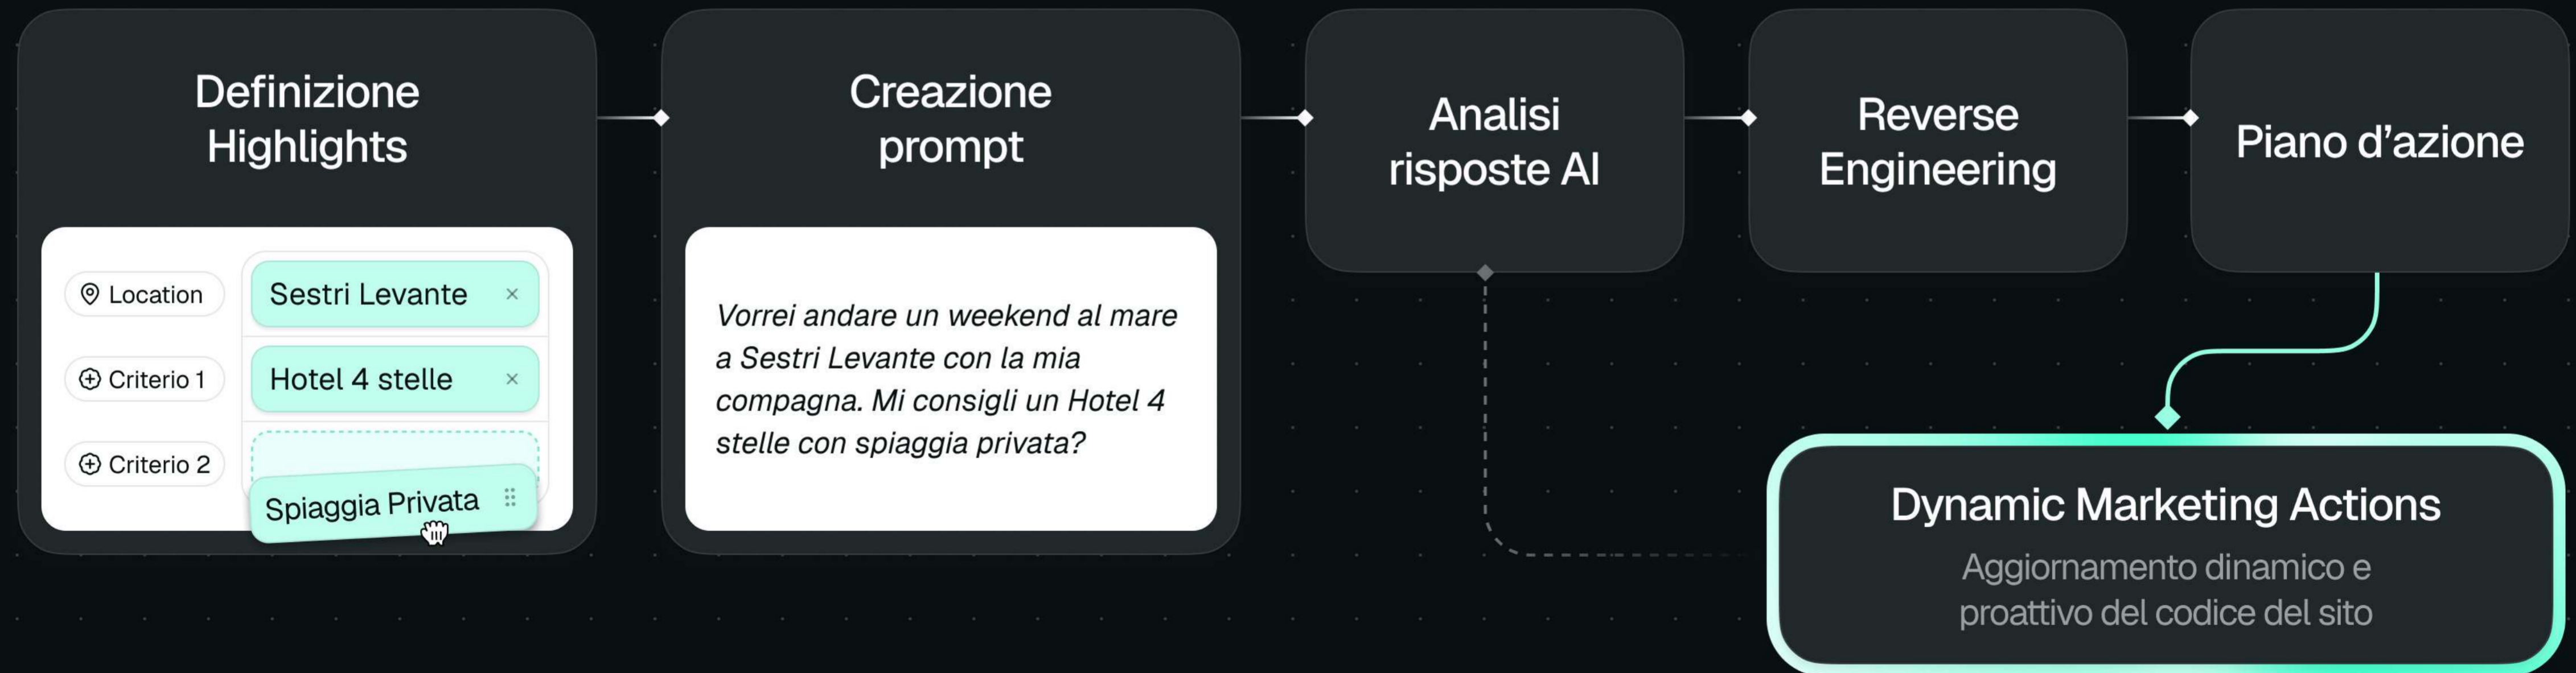 Definizione
Highlights
Location
Sestri Levante
Criterio 1
Hotel 4 stelle
Criterio 2
Spiaggia Privata
Creazione
prompt
Vorrei andare un weekend al mare
a Sestri Levante con la mia
compagna. Mi consigli un Hotel 4
stelle con spiaggia privata?
Analisi
risposte AI
Reverse
Engineering
Piano d’azione
Dynamic Marketing Actions
Aggiornamento dinamico e
proattivo del codice del sito